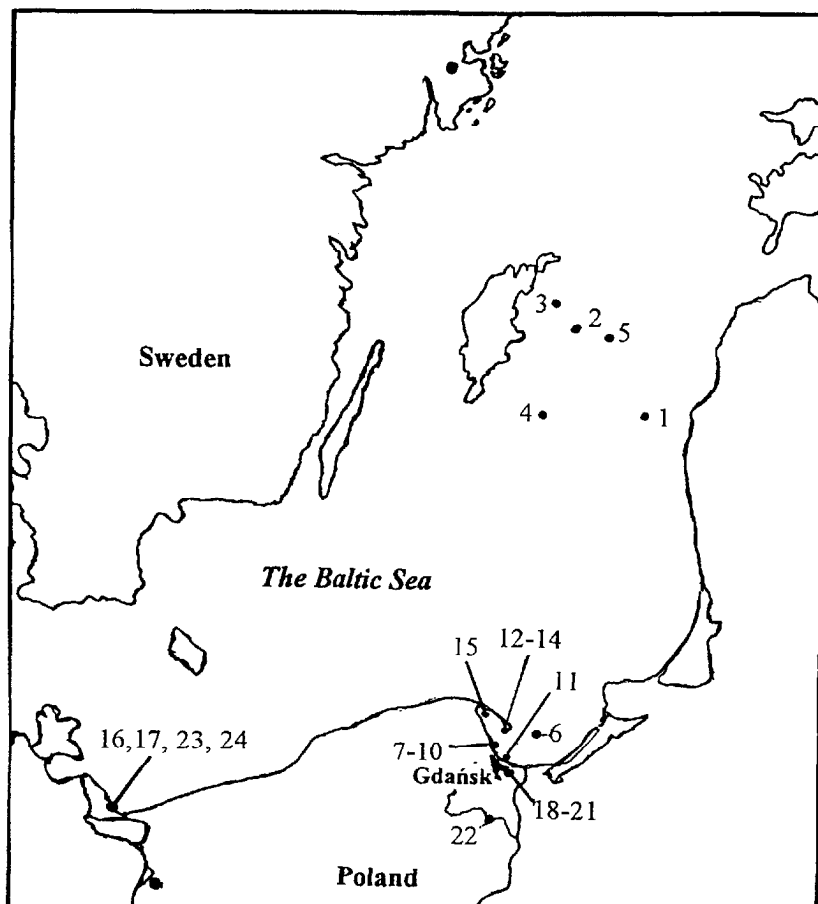 3
2
5
Sweden
4
1
The Baltic Sea
15
12-14
11
16,17, 23, 24
7-10
6
Gdańsk
18-21
22
Poland